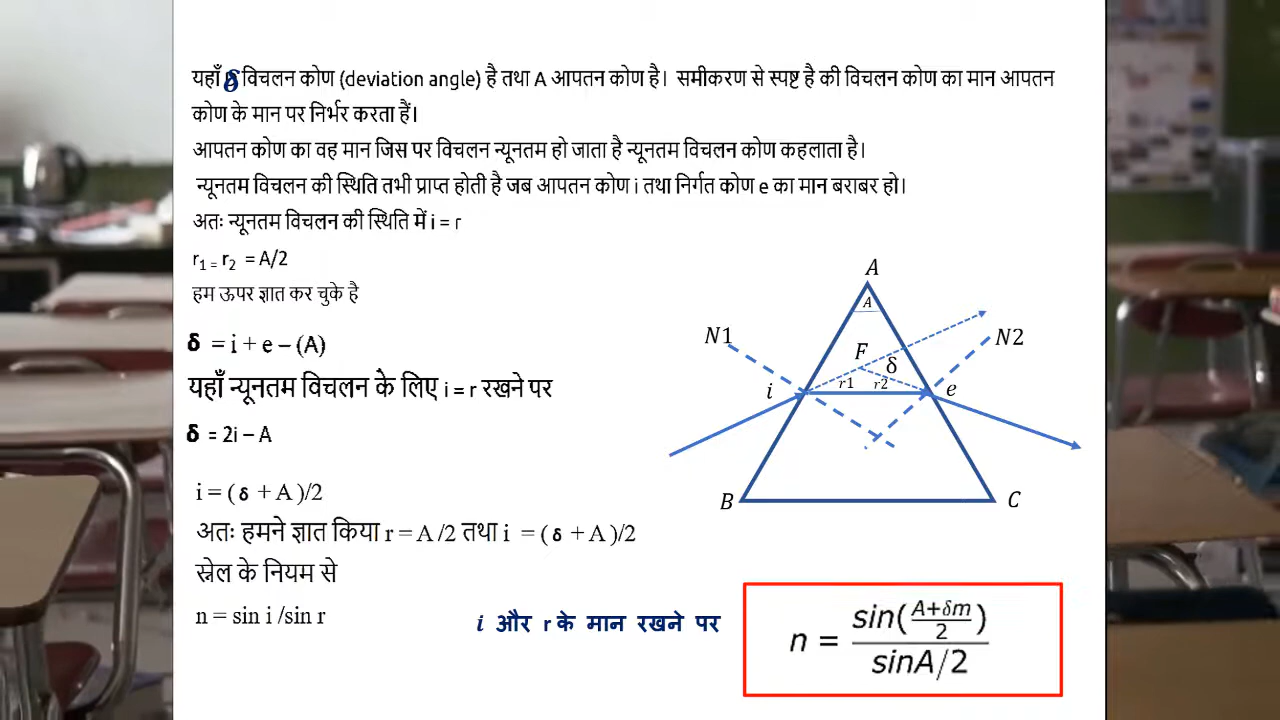 यहाँ δ विचलन कोण (deviation angle) है तथा A आपतन कोण है। समीकरण से स्पष्ट है की विचलन कोण का मान आपतन
कोण के मान पर निर्भर करता हैं।
आपतन कोण का वह मान जिस पर विचलन न्यूनतम हो जाता है न्यूनतम विचलन कोण कहलाता है।
न्यूनतम विचलन की स्थिति तभी प्राप्त होती है जब आपतन कोण i तथा निर्गत कोण e का मान बराबर हो।
अतः न्यूनतम विचलन की स्थिति में i = r
r₁ = r₂ = A/2
हम ऊपर ज्ञात कर चुके है
δ = i + e – (A)
यहाँ न्यूनतम विचलन के लिए i = r रखने पर
δ = 2i – A
i = ( δ + A )/2
अतः हमने ज्ञात किया r = A /2 तथा i = ( δ + A )/2
स्नेल के नियम से
n = sin i /sin r
i और r के मान रखने पर
n = sin((A+δm)/2) / sinA/2
A
A
N1
N2
F
δ
r1
r2
i
e
B
C